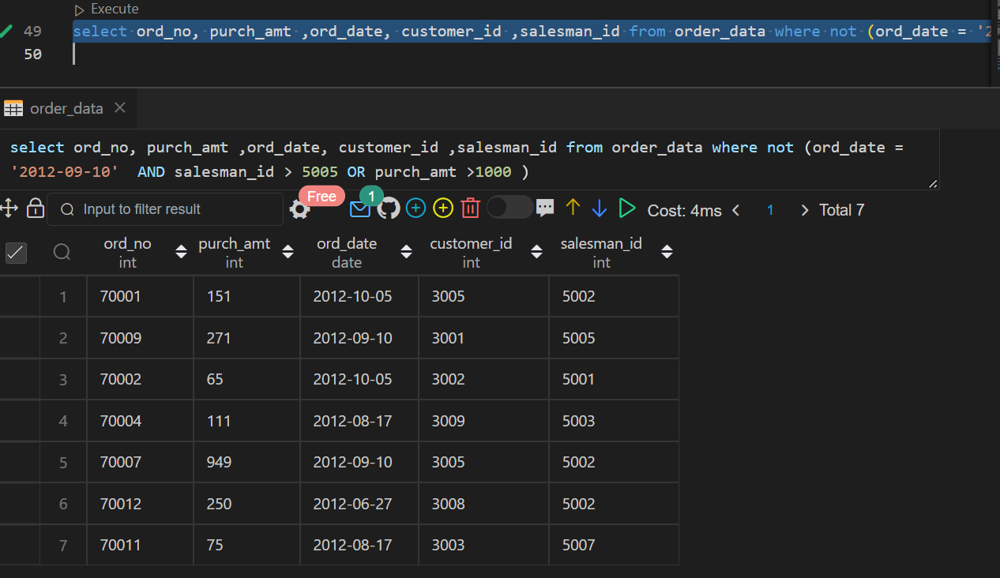 Execute
49 select ord_no, purch_amt ,ord_date, customer_id ,salesman_id from order_data where not (ord_date = '2
50
order_data
select ord_no, purch_amt ,ord_date, customer_id ,salesman_id from order_data where not (ord_date =
'2012-09-10' AND salesman_id > 5005 OR purch_amt >1000 )
Input to filter result Free 1 Cost: 4ms 1 Total 7
ord_no purch_amt ord_date customer_id salesman_id
int int date int int
1 70001 151 2012-10-05 3005 5002
2 70009 271 2012-09-10 3001 5005
3 70002 65 2012-10-05 3002 5001
4 70004 111 2012-08-17 3009 5003
5 70007 949 2012-09-10 3005 5002
6 70012 250 2012-06-27 3008 5002
7 70011 75 2012-08-17 3003 5007